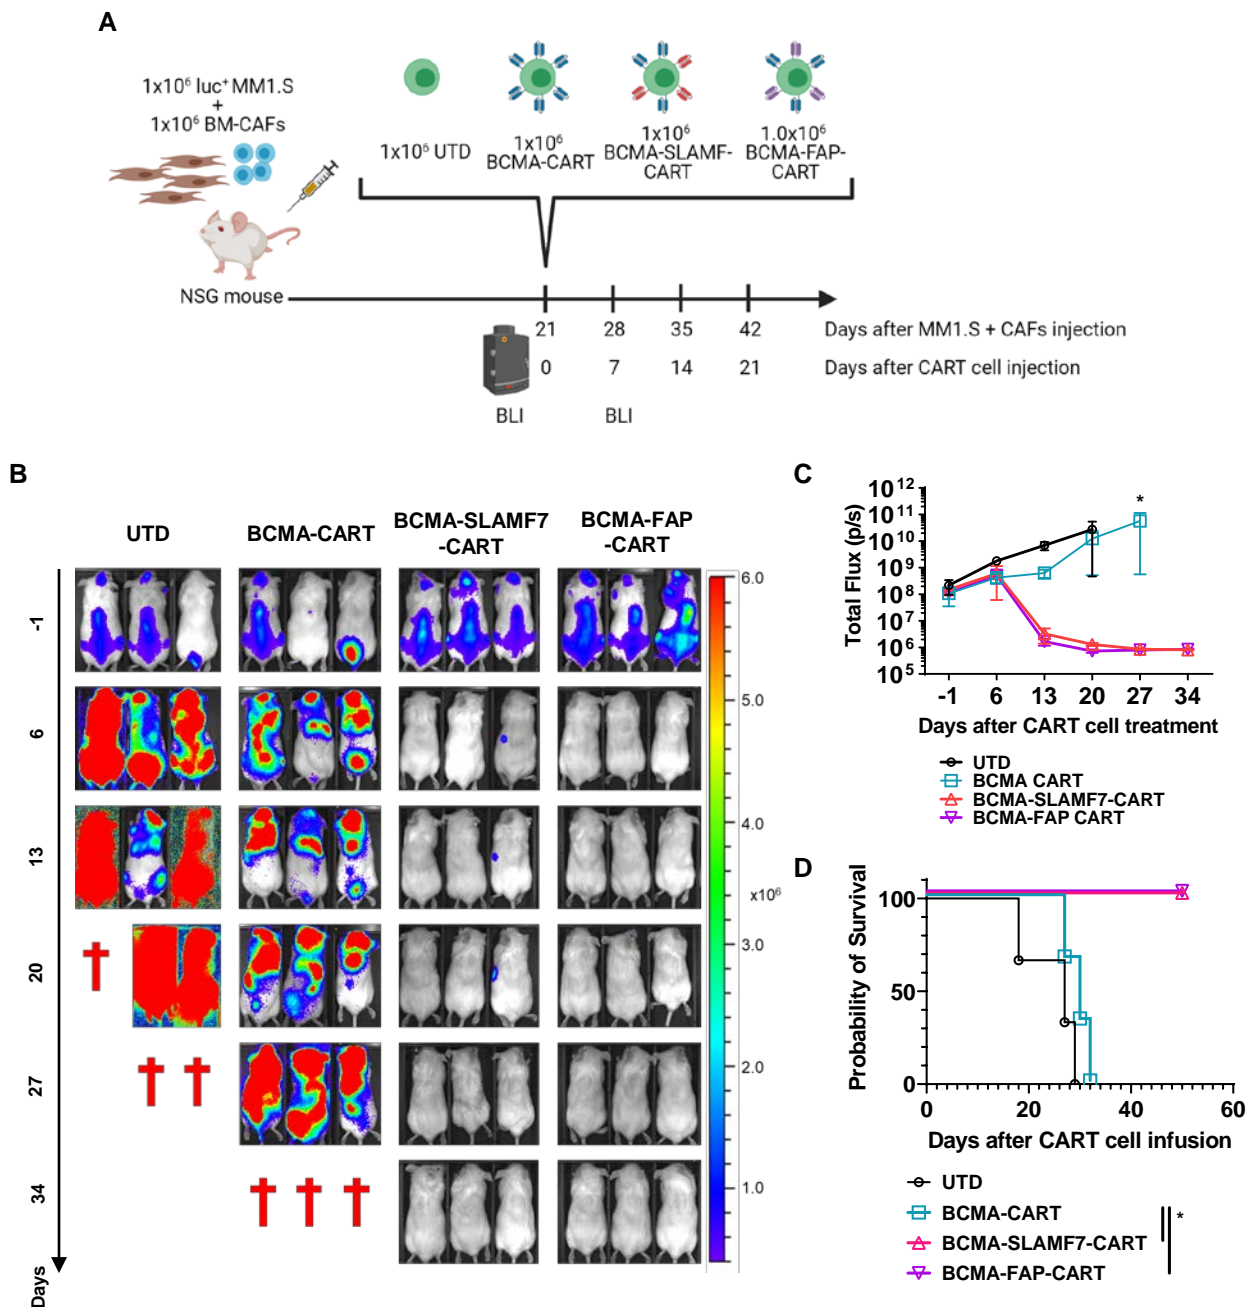 A
1x10⁶ luc⁺ MM1.S
+
1x10⁶ BM-CAFs
1x10⁶ UTD
1x10⁶
BCMA-CART
1x10⁶
BCMA-SLAMF-
CART
1.0x10⁶
BCMA-FAP-
CART
NSG mouse
21 28 35 42 Days after MM1.S + CAFs injection
0 7 14 21 Days after CART cell injection
BLI BLI
B
UTD
BCMA-CART
BCMA-SLAMF7
-CART
BCMA-FAP
-CART
-1
6
13
20
27
34
Days
6.0
5.0
4.0
x10⁶
3.0
2.0
1.0
C
Total Flux (p/s)
10¹²
10¹¹
10¹⁰
10⁹
10⁸
10⁷
10⁶
10⁵
*
-1 6 13 20 27 34
Days after CART cell treatment
UTD
BCMA CART
BCMA-SLAMF7-CART
BCMA-FAP CART
D
Probability of Survival
100
50
0
0 20 40 60
Days after CART cell infusion
UTD
BCMA-CART
BCMA-SLAMF7-CART
BCMA-FAP-CART
*